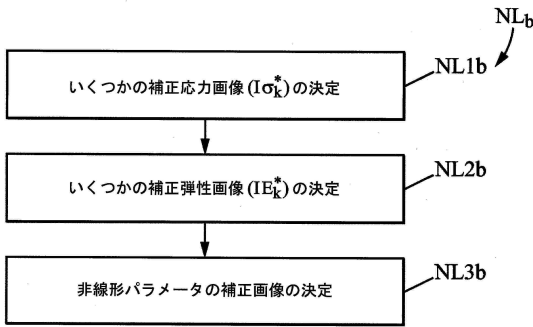 NLb
いくつかの補正応力画像(Iσk*)の決定
NL1b
いくつかの補正弾性画像(IEk*)の決定
NL2b
非線形パラメータの補正画像の決定
NL3b